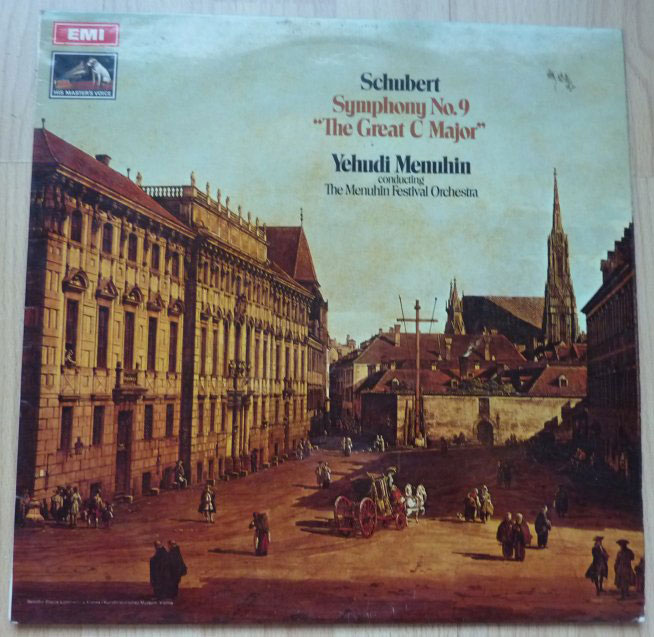 EMI
HIS MASTER'S VOICE
Schubert
Symphony No.9
"The Great C Major"
Yehudi Menuhin
conducting
The Menuhin Festival Orchestra